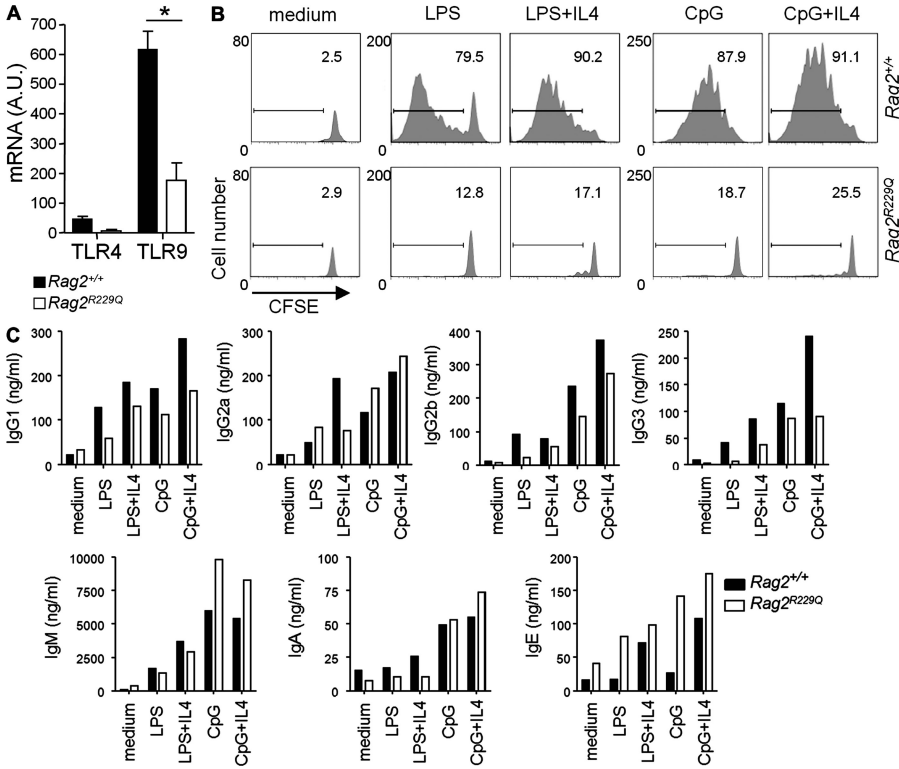 A
mRNA (A.U.)
700
600
500
400
300
200
100
0
*
TLR4 TLR9
Rag2+/+
Rag2R229Q
B
medium LPS LPS+IL4 CpG CpG+IL4
80 200 250
2.5 79.5 90.2 87.9 91.1
Rag2+/+
0 0 0
80 200 250
2.9 12.8 17.1 18.7 25.5
Rag2R229Q
Cell number
0 0 0
CFSE
C
IgG1 (ng/ml)
300
200
100
0
medium LPS LPS+IL4 CpG CpG+IL4
IgG2a (ng/ml)
300
200
100
0
medium LPS LPS+IL4 CpG CpG+IL4
IgG2b (ng/ml)
400
300
200
100
0
medium LPS LPS+IL4 CpG CpG+IL4
IgG3 (ng/ml)
250
200
150
100
50
0
medium LPS LPS+IL4 CpG CpG+IL4
IgM (ng/ml)
10000
7500
5000
2500
0
medium LPS LPS+IL4 CpG CpG+IL4
IgA (ng/ml)
100
75
50
25
0
medium LPS LPS+IL4 CpG CpG+IL4
IgE (ng/ml)
200
150
100
50
0
medium LPS LPS+IL4 CpG CpG+IL4
Rag2+/+
Rag2R229Q